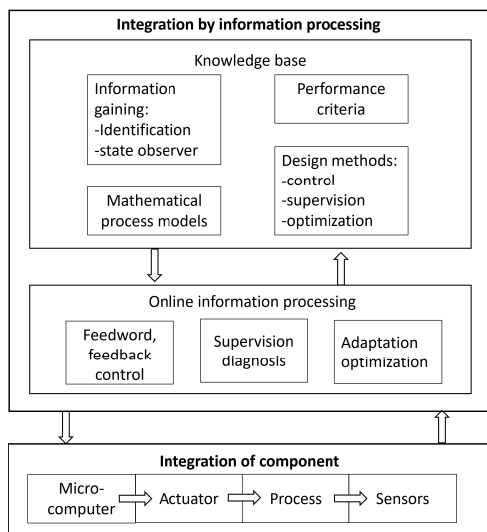 Integration by information processing
Knowledge base
Information
gaining:
-Identification
-state observer
Performance
criteria
Mathematical
process models
Design methods:
-control
-supervision
-optimization
Online information processing
Feedword,
feedback
control
Supervision
diagnosis
Adaptation
optimization
Integration of component
Micro-
computer
Actuator
Process
Sensors